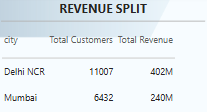 REVENUE SPLIT
city Total Customers Total Revenue
Delhi NCR 11007 402M
Mumbai 6432 240M